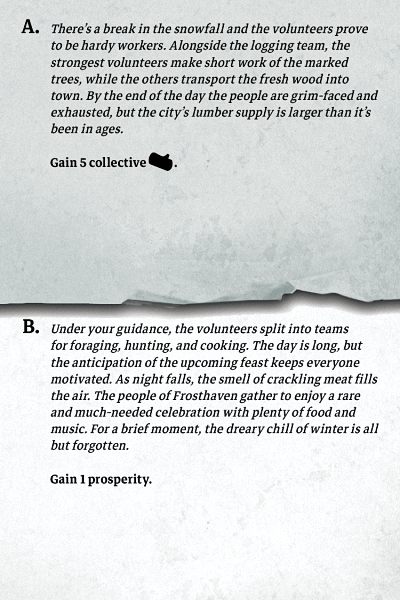 A. There's a break in the snowfall and the volunteers prove
to be hardy workers. Alongside the logging team, the
strongest volunteers make short work of the marked
trees, while the others transport the fresh wood into
town. By the end of the day the people are grim-faced and
exhausted, but the city's lumber supply is larger than it's
been in ages.
Gain 5 collective .
B. Under your guidance, the volunteers split into teams
for foraging, hunting, and cooking. The day is long, but
the anticipation of the upcoming feast keeps everyone
motivated. As night falls, the smell of crackling meat fills
the air. The people of Frosthaven gather to enjoy a rare
and much-needed celebration with plenty of food and
music. For a brief moment, the dreary chill of winter is all
but forgotten.
Gain 1 prosperity.